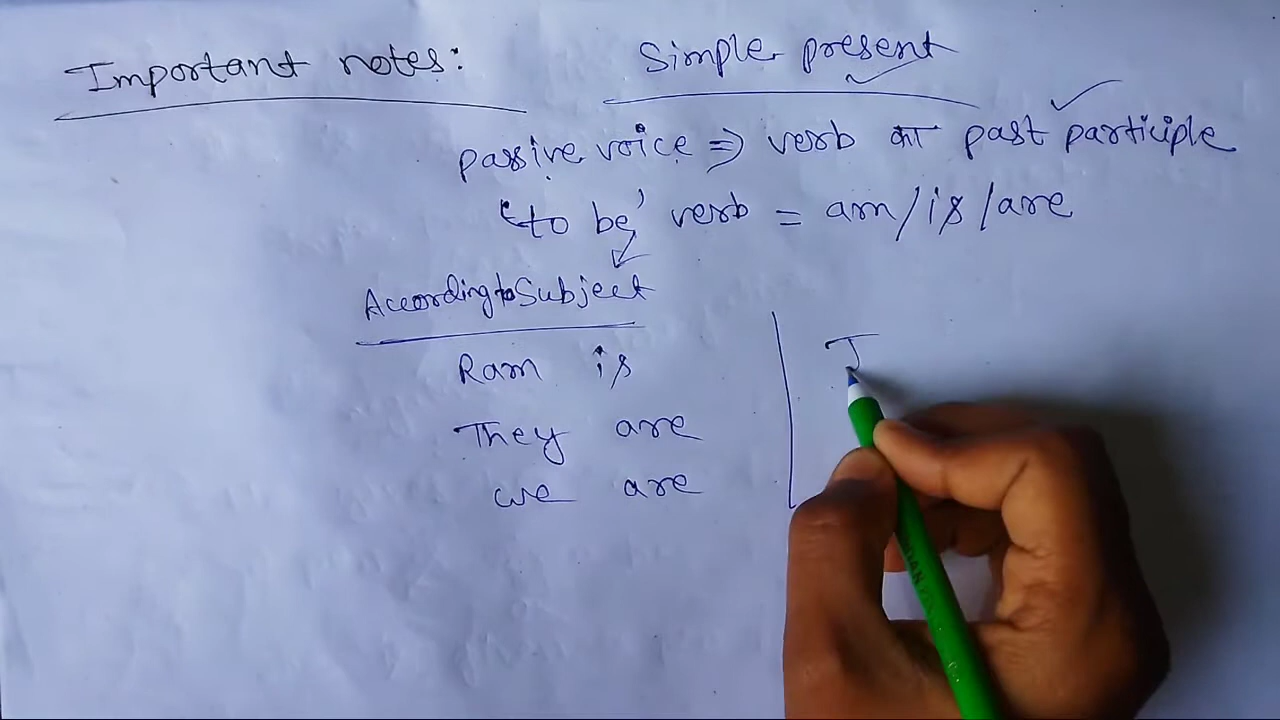 Important notes:
Simple present
passive voice ⇒ verb का past participle
'to be' verb = am/is/are
According to Subject
Ram is
They are
we are